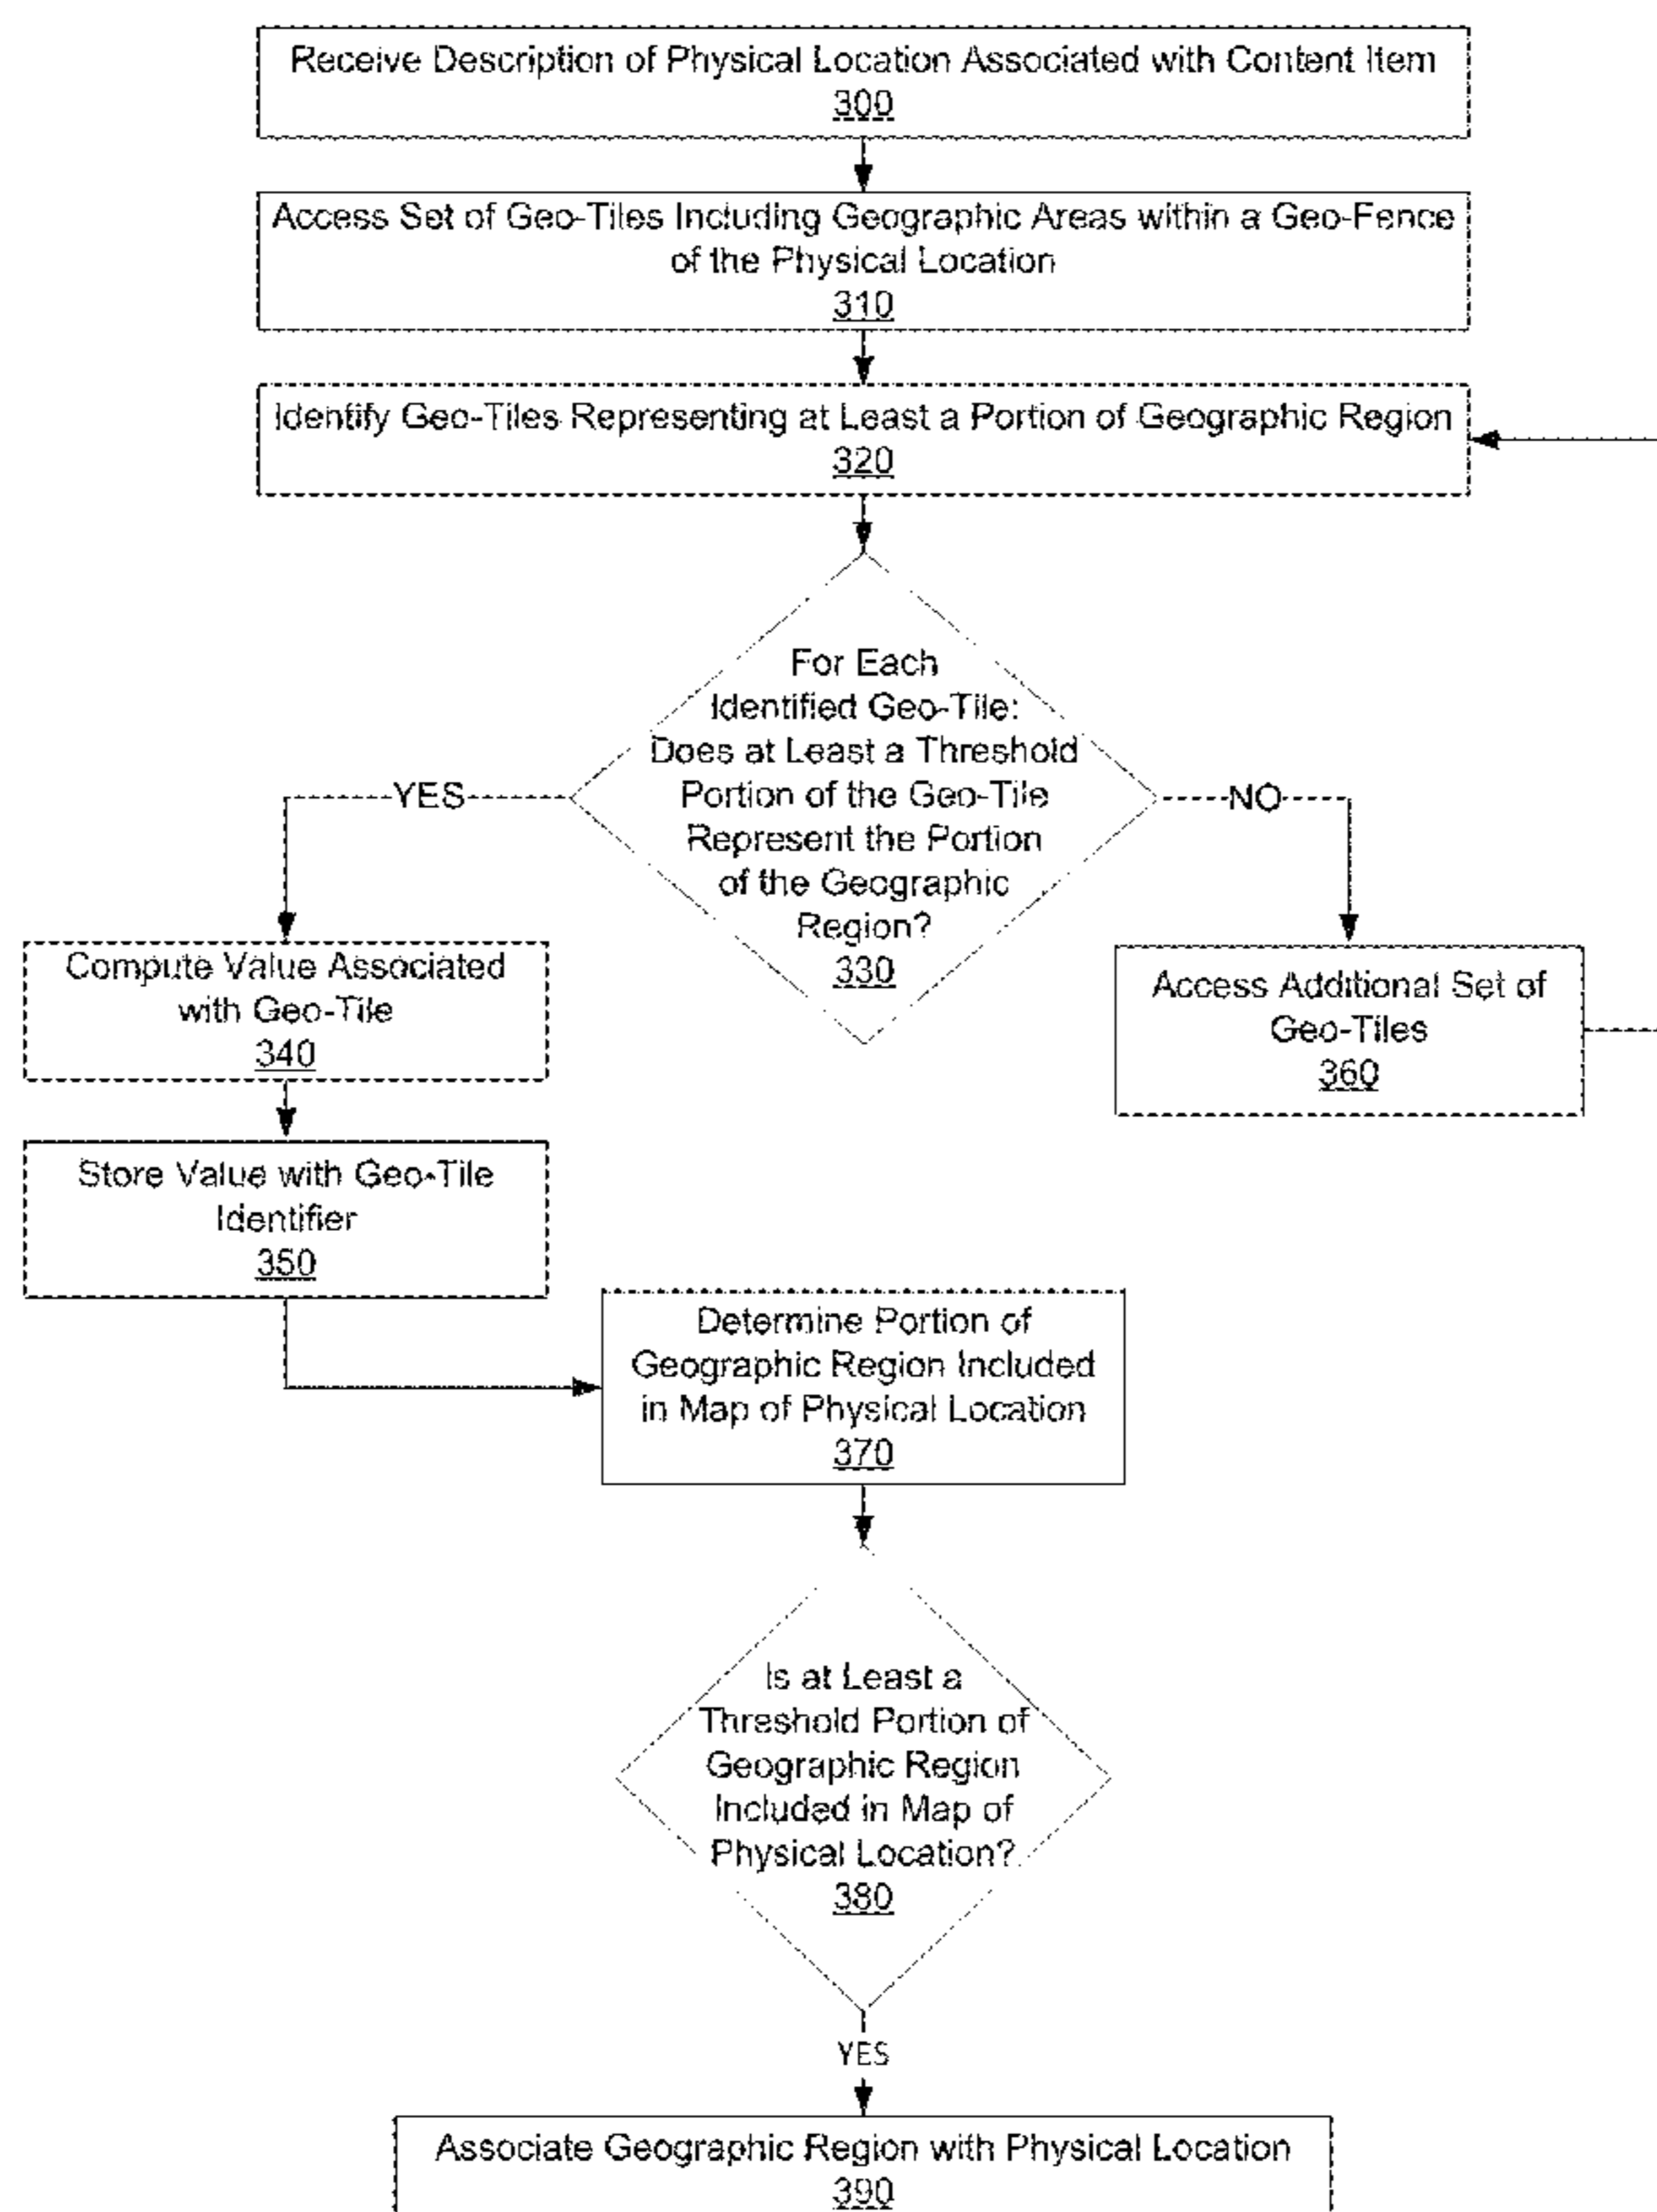 Receive Description of Physical Location Associated with Content Item
300
Access Set of Geo-Tiles Including Geographic Areas within a Geo-Fence
of the Physical Location
310
Identify Geo-Tiles Representing at Least a Portion of Geographic Region
320
For Each
Identified Geo-Tile:
Does at Least a Threshold
Portion of the Geo-Tile
Represent the Portion
of the Geographic
Region?
330
YES
NO
Compute Value Associated
with Geo-Tile
340
Access Additional Set of
Geo-Tiles
360
Store Value with Geo-Tile
Identifier
350
Determine Portion of
Geographic Region Included
in Map of Physical Location
370
Is at Least a
Threshold Portion of
Geographic Region
Included in Map of
Physical Location?
380
YES
Associate Geographic Region with Physical Location
390